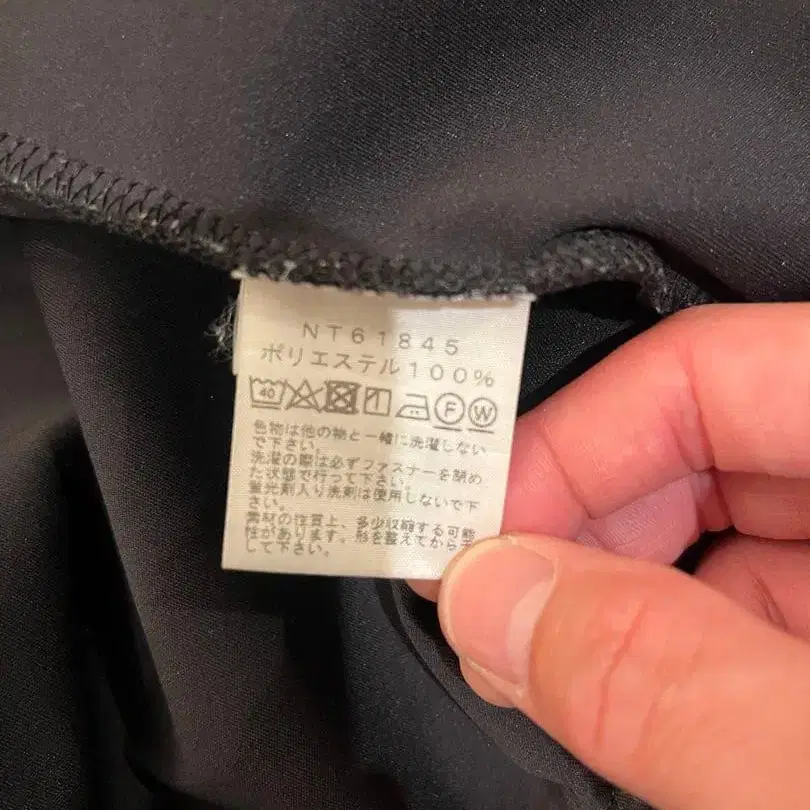 NT61845
ポリエステル100%
40 F W
色物は他の物と一緒に洗濯しない
で下さい。
洗濯の際は必ずファスナーを閉め
た状態で行って下さい。
蛍光剤入り洗剤は使用しないで下
さい。
素材の性質上、多少収縮する可能
性があります。形を整えてから干
して下さい。